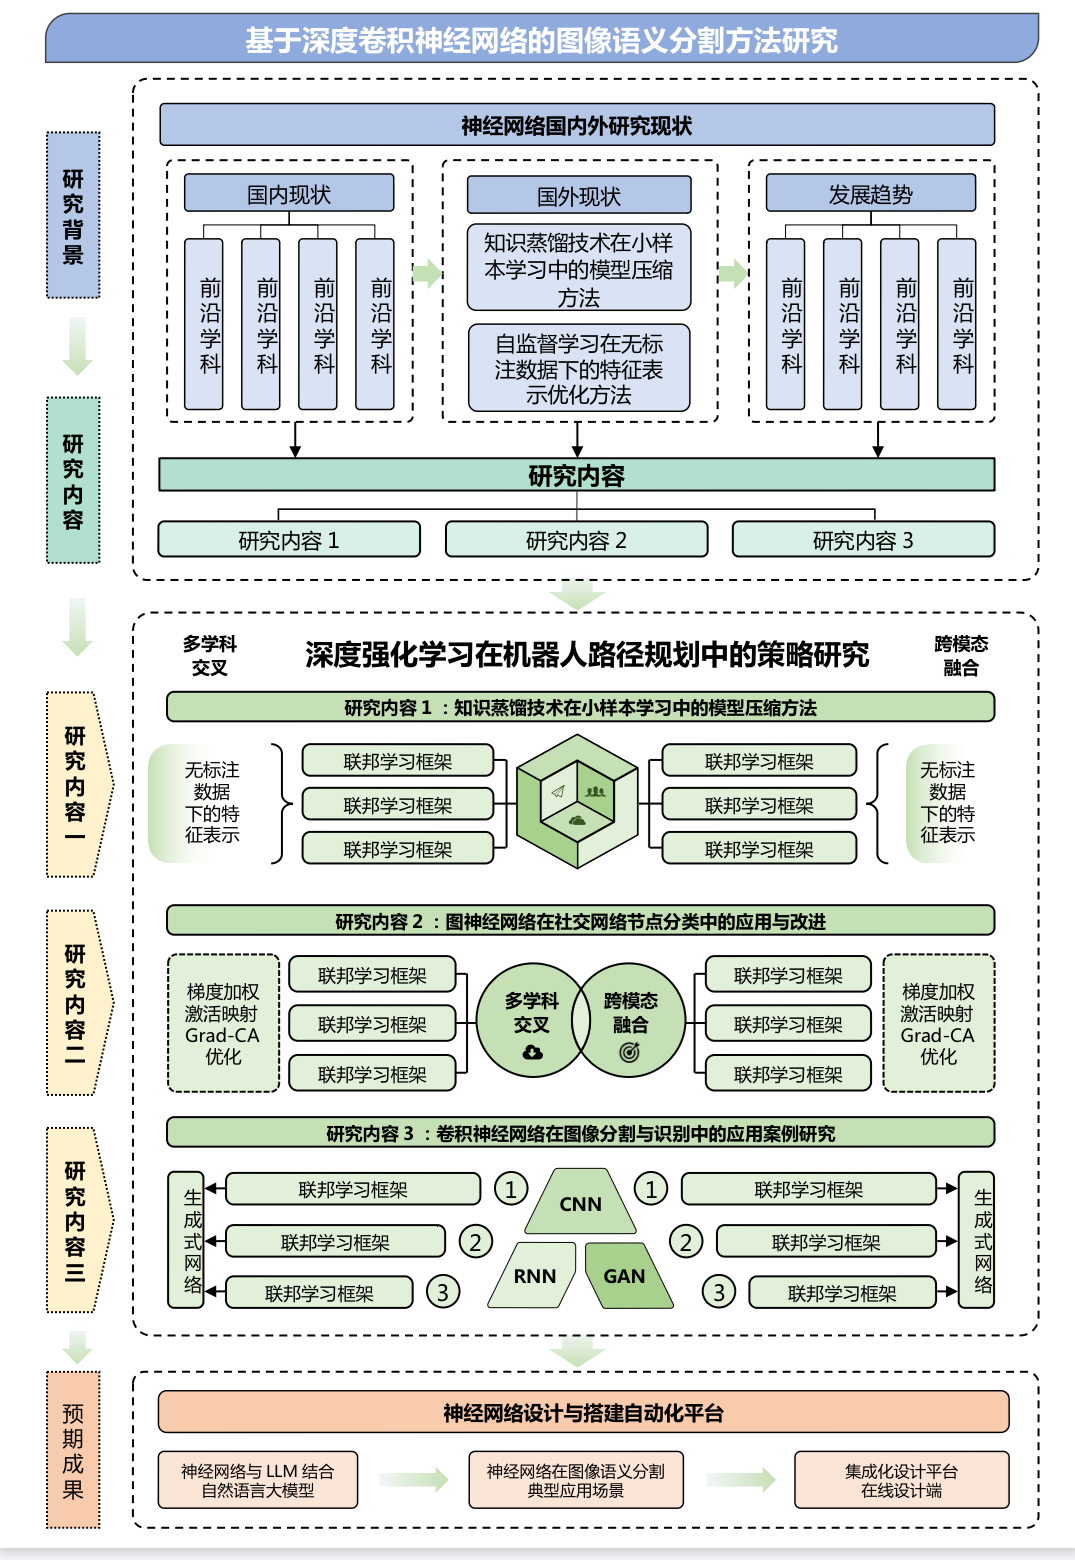 基于深度卷积神经网络的图像语义分割方法研究
研究背景
神经网络国内外研究现状
国内现状
前沿学科
前沿学科
前沿学科
前沿学科
国外现状
知识蒸馏技术在小样
本学习中的模型压缩
方法
自监督学习在无标
注数据下的特征表
示优化方法
发展趋势
前沿学科
前沿学科
前沿学科
前沿学科
研究内容
研究内容
研究内容 1
研究内容 2
研究内容 3
多学科
交叉
深度强化学习在机器人路径规划中的策略研究
跨模态
融合
研究内容一
研究内容 1 ：知识蒸馏技术在小样本学习中的模型压缩方法
无标注
数据
下的特
征表示
联邦学习框架
联邦学习框架
联邦学习框架
联邦学习框架
联邦学习框架
联邦学习框架
无标注
数据
下的特
征表示
研究内容二
研究内容 2 ：图神经网络在社交网络节点分类中的应用与改进
梯度加权
激活映射
Grad-CA
优化
联邦学习框架
联邦学习框架
联邦学习框架
多学科
交叉
跨模态
融合
联邦学习框架
联邦学习框架
联邦学习框架
梯度加权
激活映射
Grad-CA
优化
研究内容三
研究内容 3 ：卷积神经网络在图像分割与识别中的应用案例研究
生成式网络
联邦学习框架
1
联邦学习框架
2
联邦学习框架
3
CNN
RNN
GAN
1
联邦学习框架
2
联邦学习框架
3
联邦学习框架
生成式网络
预期成果
神经网络设计与搭建自动化平台
神经网络与 LLM 结合
自然语言大模型
神经网络在图像语义分割
典型应用场景
集成化设计平台
在线设计端